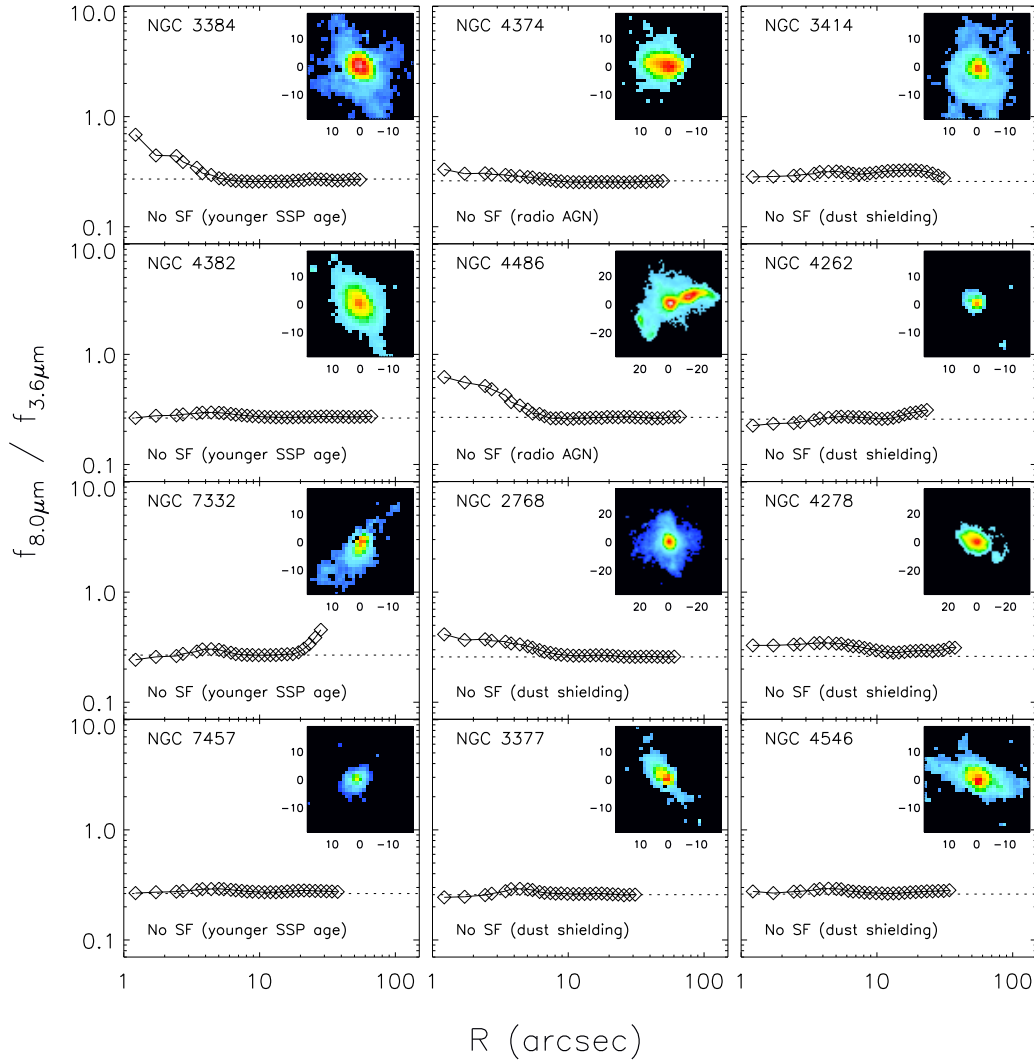 f8.0μm / f3.6μm
10.0
1.0
0.1
NGC 3384
10
0
−10
10 0 −10
No SF (younger SSP age)
NGC 4374
10
0
−10
10 0 −10
No SF (radio AGN)
NGC 3414
10
0
−10
10 0 −10
No SF (dust shielding)
10.0
1.0
0.1
NGC 4382
10
0
−10
10 0 −10
No SF (younger SSP age)
NGC 4486
20
0
−20
20 0 −20
No SF (radio AGN)
NGC 4262
10
0
−10
10 0 −10
No SF (dust shielding)
10.0
1.0
0.1
NGC 7332
10
0
−10
10 0 −10
No SF (younger SSP age)
NGC 2768
20
0
−20
20 0 −20
No SF (dust shielding)
NGC 4278
20
0
−20
20 0 −20
No SF (dust shielding)
10.0
1.0
0.1
NGC 7457
10
0
−10
10 0 −10
No SF (younger SSP age)
NGC 3377
10
0
−10
10 0 −10
No SF (dust shielding)
NGC 4546
10
0
−10
10 0 −10
No SF (dust shielding)
1 10 100 1 10 100 1 10 100
R (arcsec)